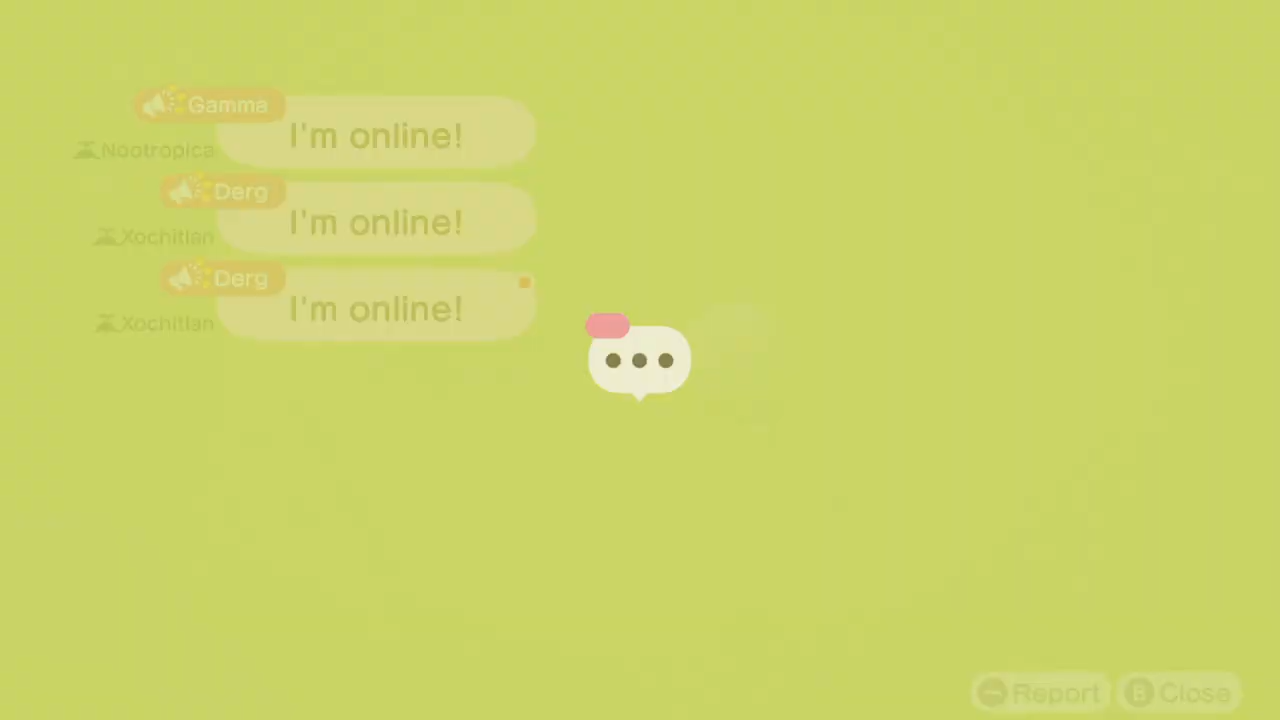 Gamma
I'm online!
Nootropica
Derg
I'm online!
Xochitlan
Derg
I'm online!
Xochitlan
Report
B Close